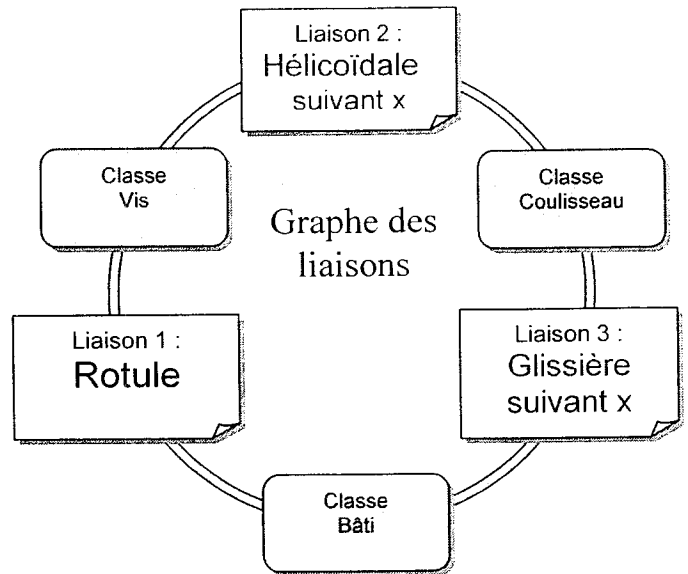 Liaison 2 :
Hélicoïdale
suivant x
Classe
Vis
Classe
Coulisseau
Graphe des
liaisons
Liaison 1 :
Rotule
Liaison 3 :
Glissière
suivant x
Classe
Bâti